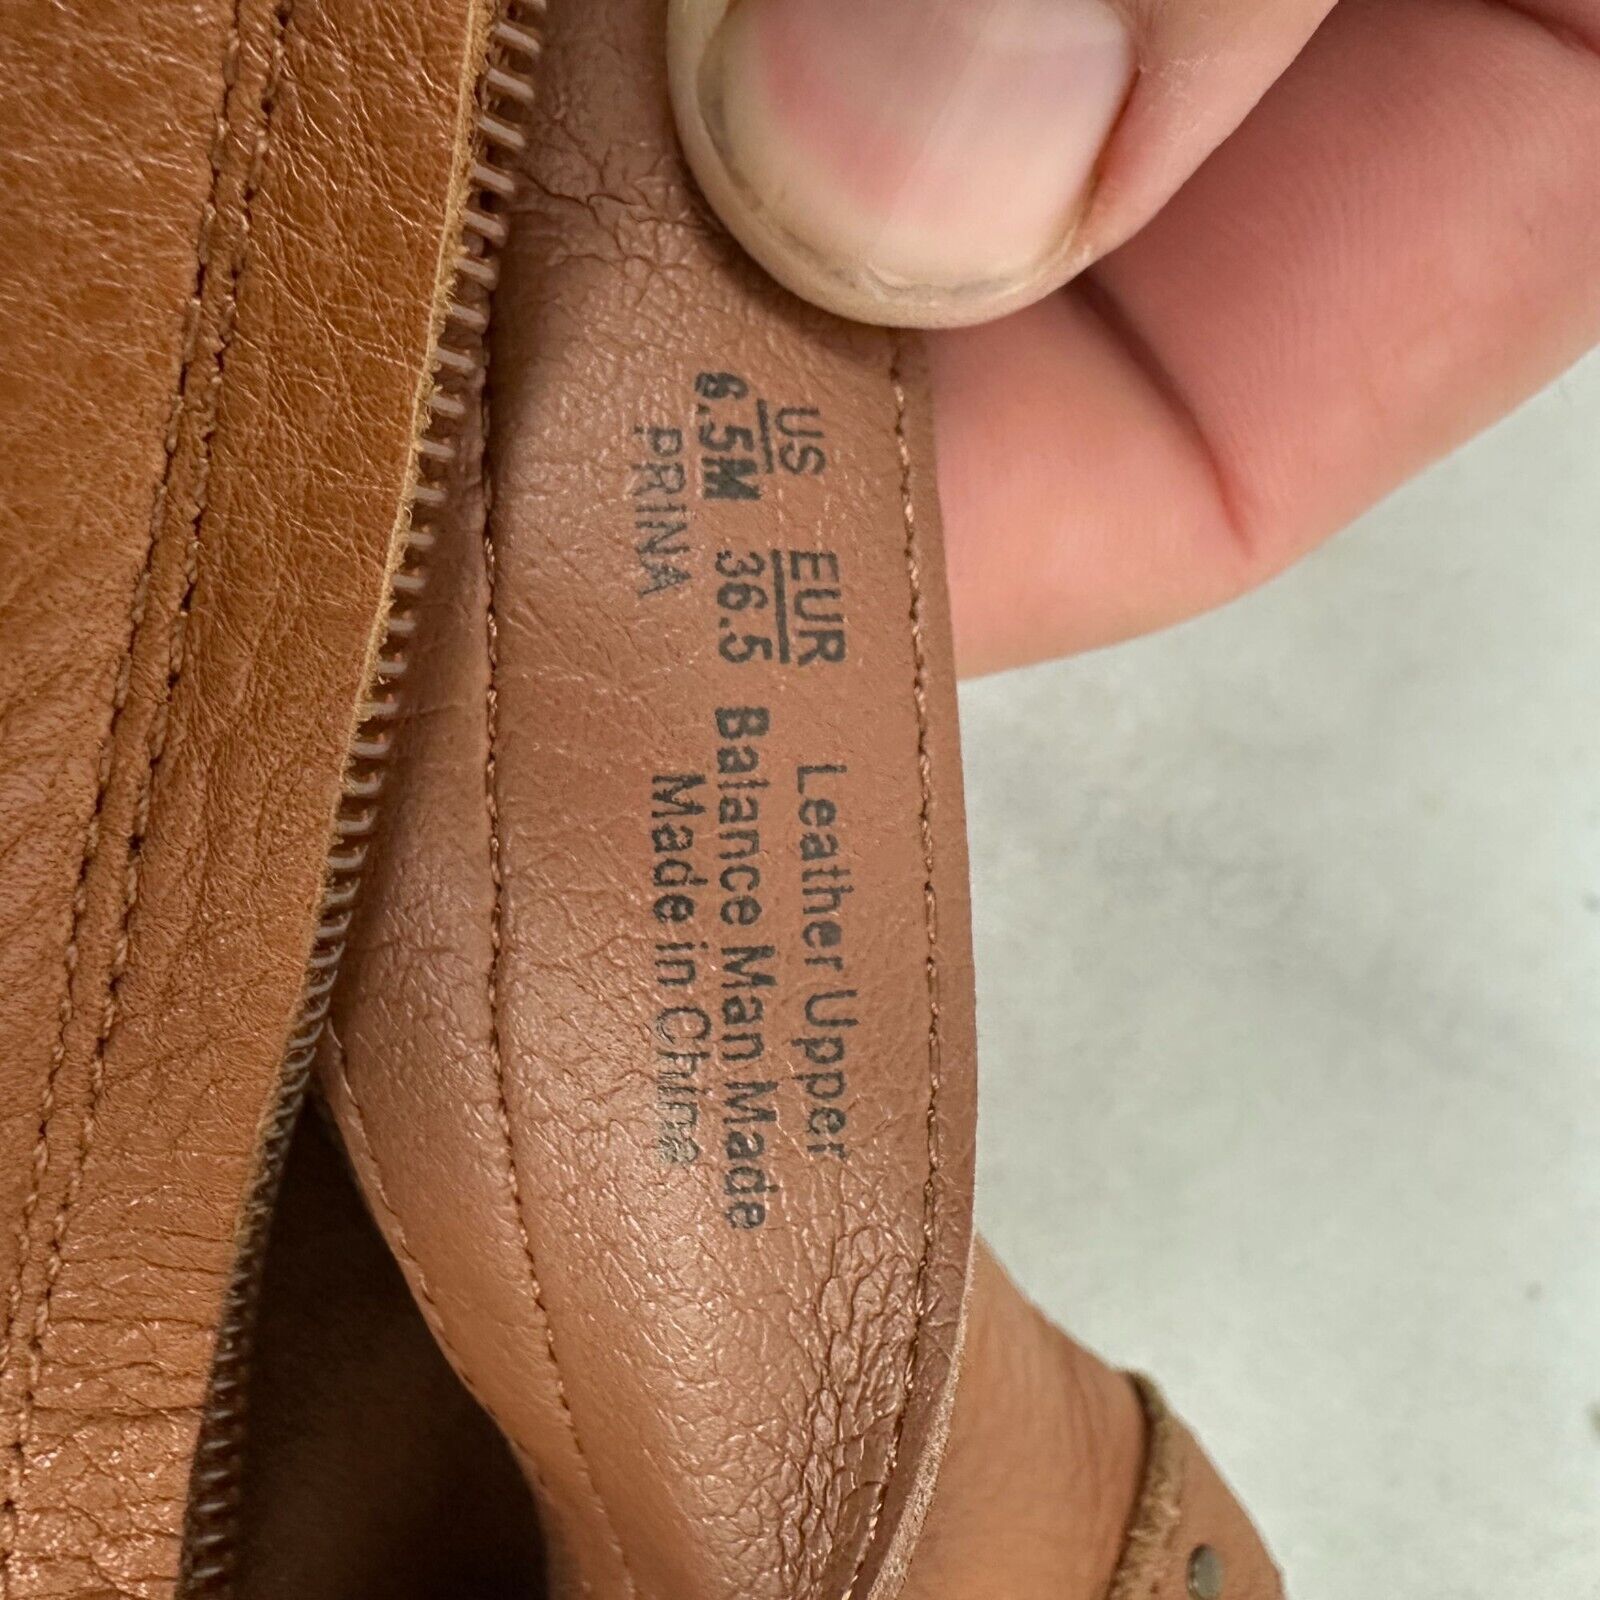 US EUR
6.5M 36.5
PRINA
Leather Upper
Balance Man Made
Made in China